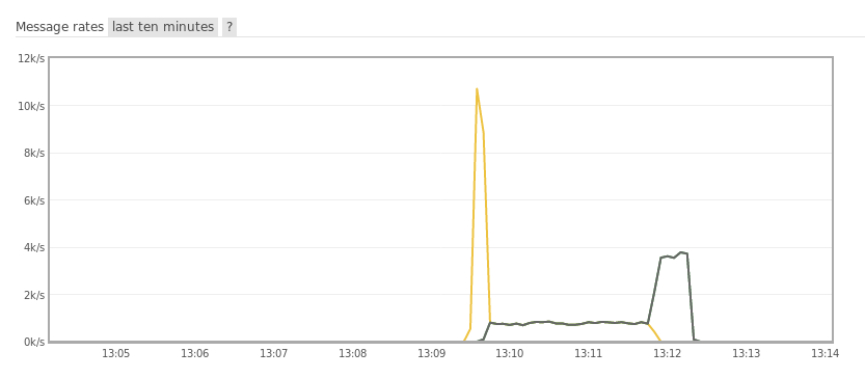 Message rates last ten minutes ?
12k/s
10k/s
8k/s
6k/s
4k/s
2k/s
0k/s
13:05 13:06 13:07 13:08 13:09 13:10 13:11 13:12 13:13 13:14